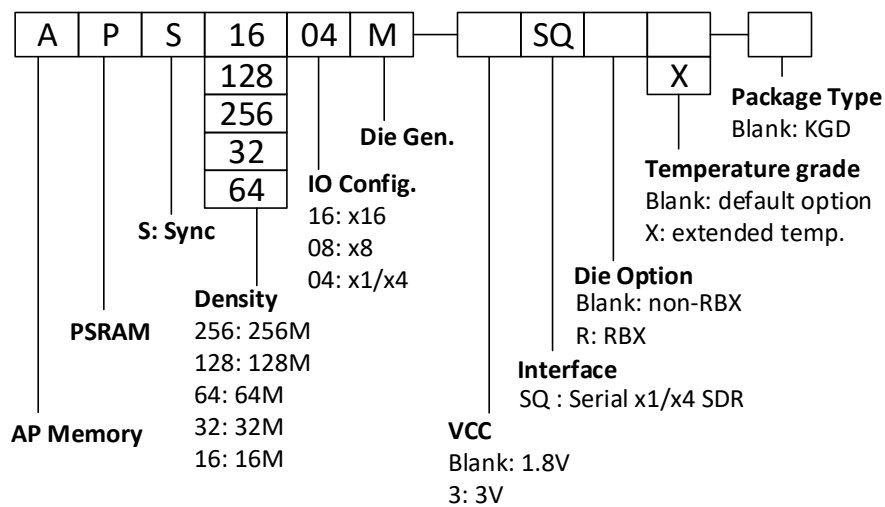 A P S 16 04 M SQ
128
256
32
64
X
Die Gen.
Package Type
Blank: KGD
IO Config.
16: x16
08: x8
04: x1/x4
Temperature grade
Blank: default option
X: extended temp.
S: Sync
Die Option
Blank: non-RBX
R: RBX
Density
256: 256M
128: 128M
64: 64M
32: 32M
16: 16M
PSRAM
Interface
SQ : Serial x1/x4 SDR
AP Memory
VCC
Blank: 1.8V
3: 3V